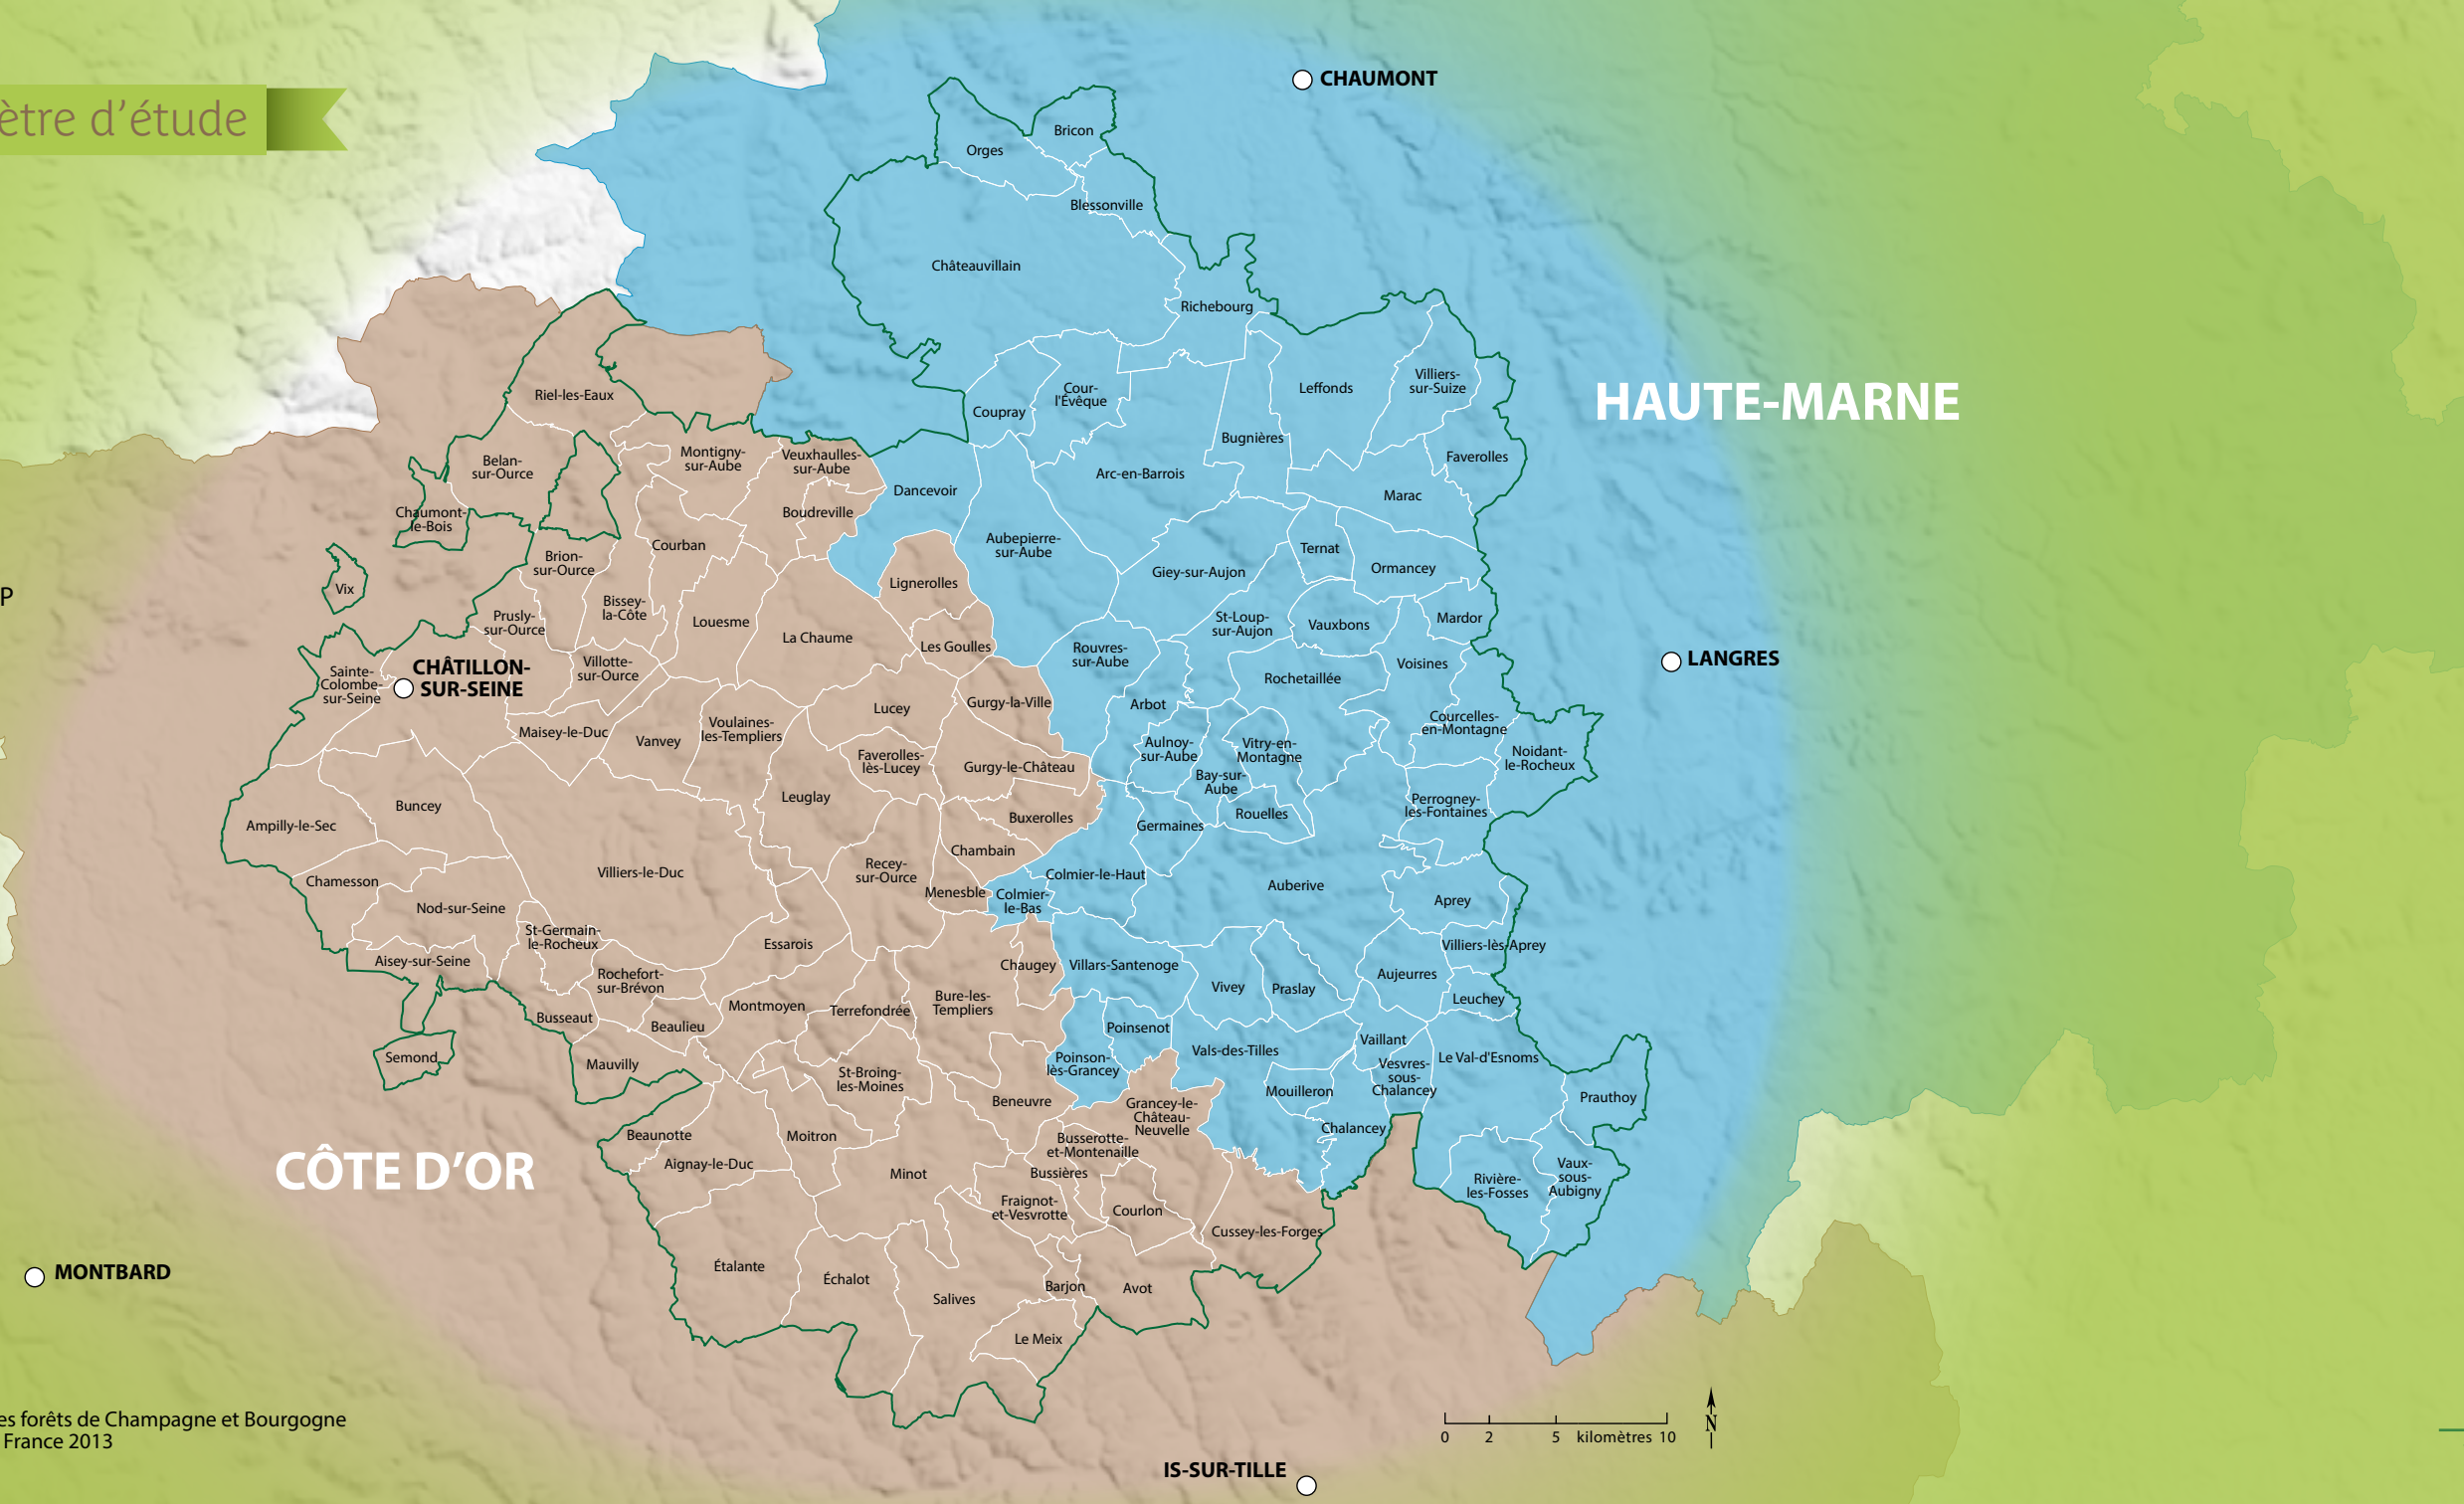 ètre d’étude
CHAUMONT
Bricon
Orges
Blessonville
Châteauvillain
Richebourg
HAUTE-MARNE
Riel-les-Eaux
Coupray
Cour-
l'Évêque
Leffonds
Villiers-
sur-Suize
Bugnières
Faverolles
Belan-
sur-Ource
Montigny-
sur-Aube
Veuxhaulles-
sur-Aube
Arc-en-Barrois
Dancevoir
Marac
Chaumont-
le-Bois
Boudreville
Courban
Aubepierre-
sur-Aube
Ternat
Brion-
sur-Ource
Giey-sur-Aujon
Ormancey
P
Vix
Lignerolles
Bissey-
la-Côte
Prusly-
sur-Ource
Louesme
La Chaume
Les Goulles
St-Loup-
sur-Aujon
Vauxbons
Mardor
Rouvres-
sur-Aube
Voisines
LANGRES
CHÂTILLON-
SUR-SEINE
Sainte-
Colombe-
sur-Seine
Villotte-
sur-Ource
Rochetaillée
Lucey
Gurgy-la-Ville
Arbot
Courcelles-
en-Montagne
Maisey-le-Duc
Vanvey
Voulaines-
les-Templiers
Aulnoy-
sur-Aube
Vitry-en-
Montagne
Noidant-
le-Rocheux
Faverolles-
lès-Lucey
Gurgy-le-Château
Bay-sur-
Aube
Leuglay
Buncey
Ampilly-le-Sec
Buxerolles
Germaines
Rouelles
Perrogney-
les-Fontaines
Chambain
Villiers-le-Duc
Recey-
sur-Ource
Colmier-le-Haut
Chamesson
Menesble
Colmier-
le-Bas
Auberive
Aprey
Nod-sur-Seine
St-Germain-
le-Rocheux
Essarois
Villiers-lès-Aprey
Aisey-sur-Seine
Chaugey
Villars-Santenoge
Aujeurres
Rochefort-
sur-Brévon
Vivey
Praslay
Leuchey
Busseaut
Beaulieu
Montmoyen
Terrefondrée
Bure-les-
Templiers
Poinsenot
Vaillant
Vals-des-Tilles
Semond
Mauvilly
St-Broing-
les-Moines
Poinson-
lès-Grancey
Le Val-d'Esnoms
Vesvres-
sous-
Chalancey
Mouilleron
Prauthoy
Beneuvre
Grancey-le-
Château-
Neuvelle
Chalancey
Beaunotte
Moitron
Busserotte-
et-Montenaille
CÔTE D’OR
Aignay-le-Duc
Minot
Bussières
Rivière-
les-Fosses
Vaux-
sous-
Aubigny
Fraignot-
et-Vesvrotte
Courlon
Cussey-les-Forges
MONTBARD
Étalante
Échalot
Salives
Barjon
Avot
Le Meix
es forêts de Champagne et Bourgogne
France 2013
N
0 2 5 kilomètres 10
IS-SUR-TILLE